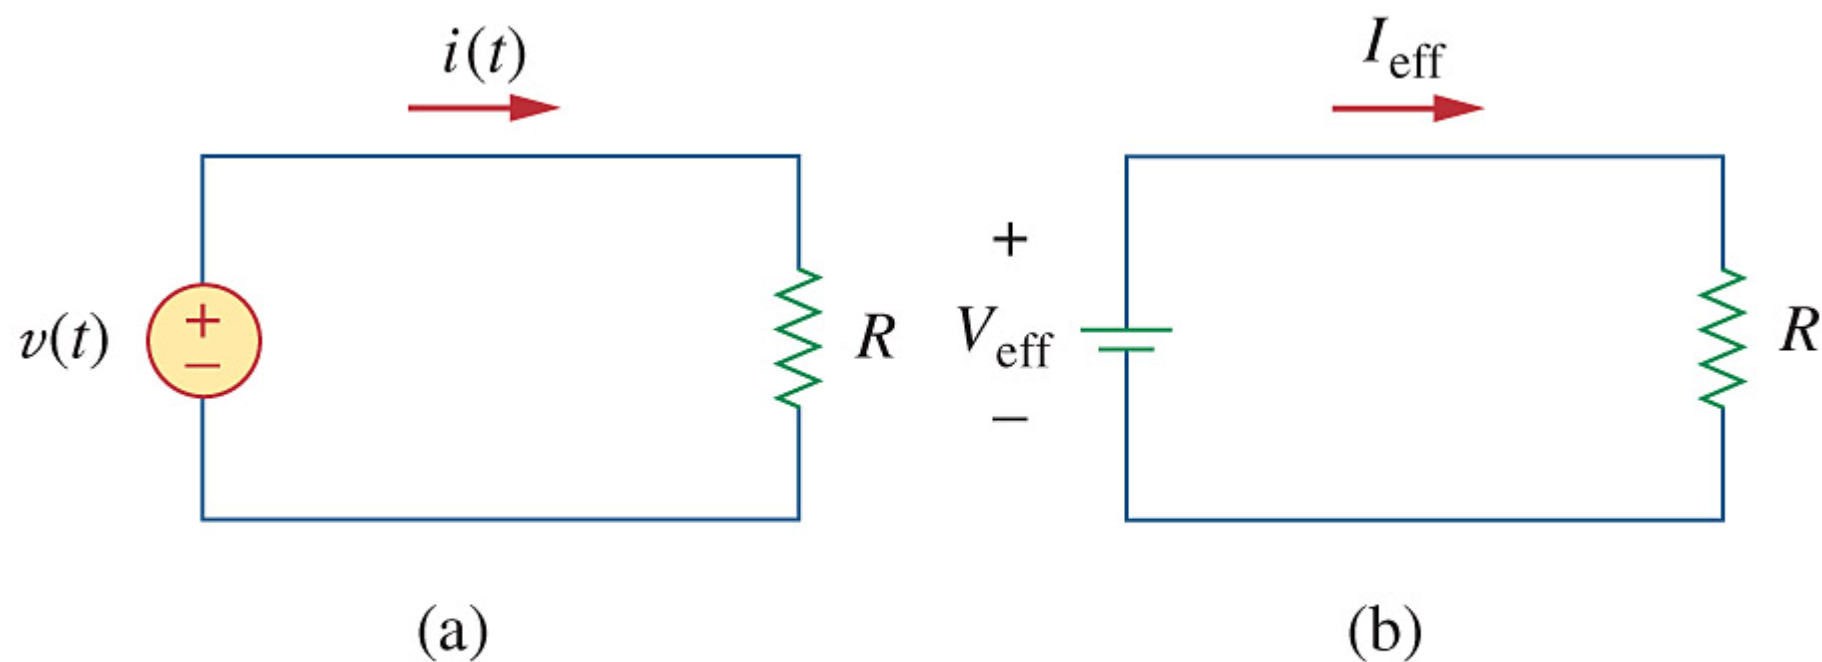 i(t)
I_eff
+
−
v(t)
R
+
V_eff
−
R
(a)
(b)